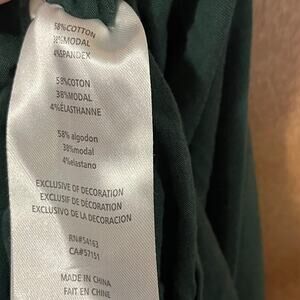 58%COTTON
38%MODAL
4%SPANDEX
58%COTON
38%MODAL
4%ÉLASTHANNE
58% algodon
38%modal
4%elastano
EXCLUSIVE OF DECORATION
EXCLUSIF DE DÉCORATION
EXCLUSIVO DE LA DECORACION
RN#54163
CA#57151
MADE IN CHINA
FAIT EN CHINE